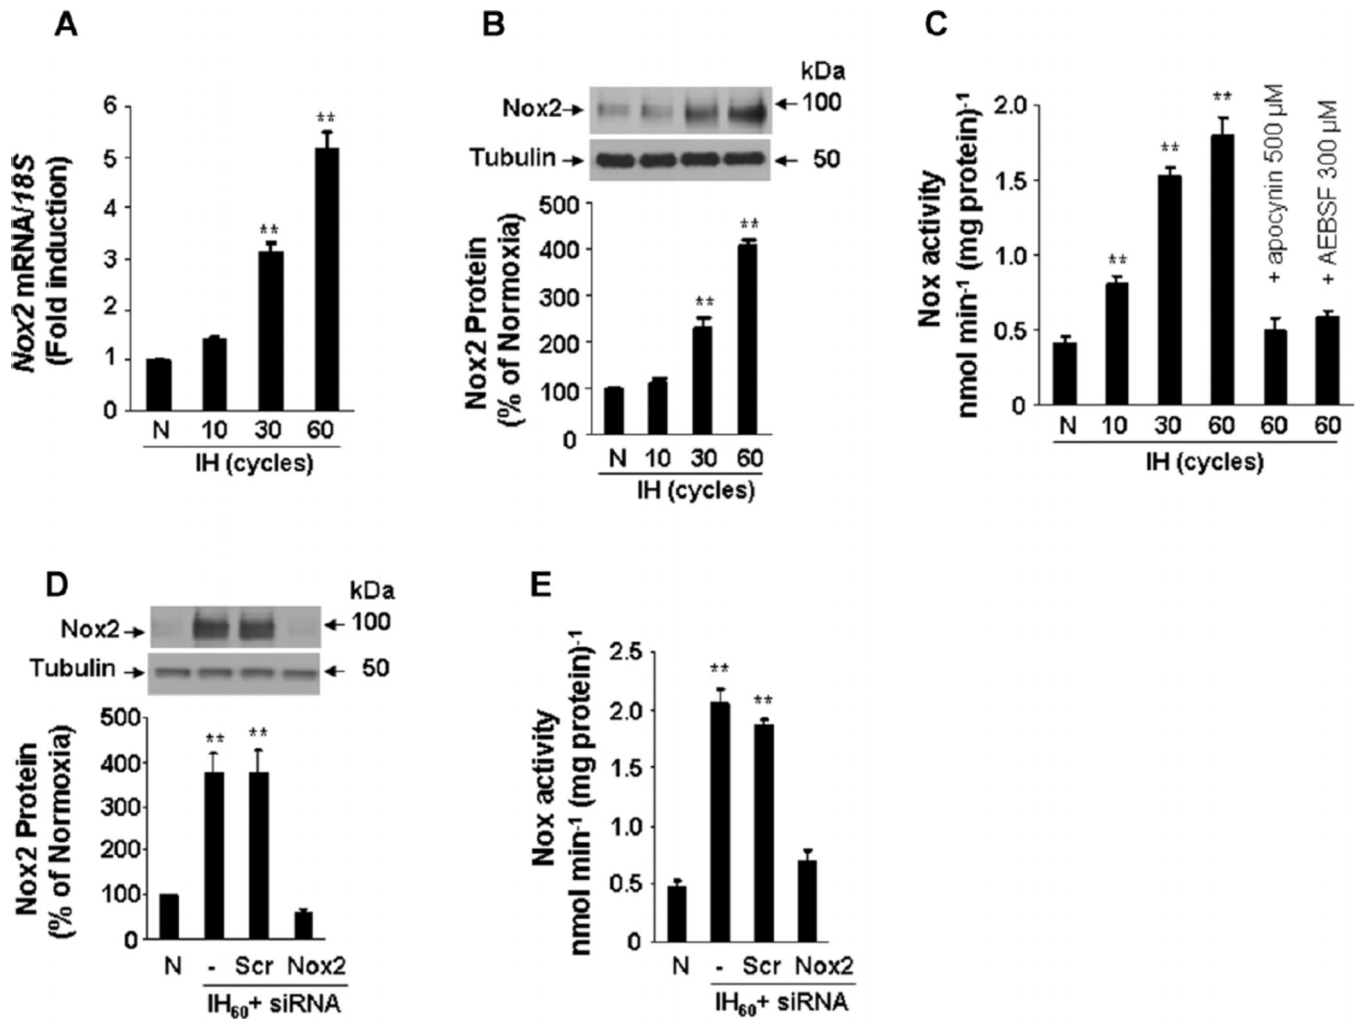 A
Nox2 mRNA/18S
(Fold induction)
6
5
4
3
2
1
0
**
**
N 10 30 60
IH (cycles)
B
kDa
Nox2 100
Tubulin 50
Nox2 Protein
(% of Normoxia)
500
400
300
200
100
0
**
**
N 10 30 60
IH (cycles)
C
Nox activity
nmol min-1 (mg protein)-1
2.0
1.5
1.0
0.5
0
**
**
**
+ apocynin 500 µM
+ AEBSF 300 µM
N 10 30 60 60 60
IH (cycles)
D
kDa
Nox2 100
Tubulin 50
Nox2 Protein
(% of Normoxia)
500
400
300
200
100
0
** **
N - Scr Nox2
IH60+ siRNA
E
Nox activity
nmol min-1 (mg protein)-1
2.5
2.0
1.5
1.0
0.5
0
**
**
N - Scr Nox2
IH60+ siRNA